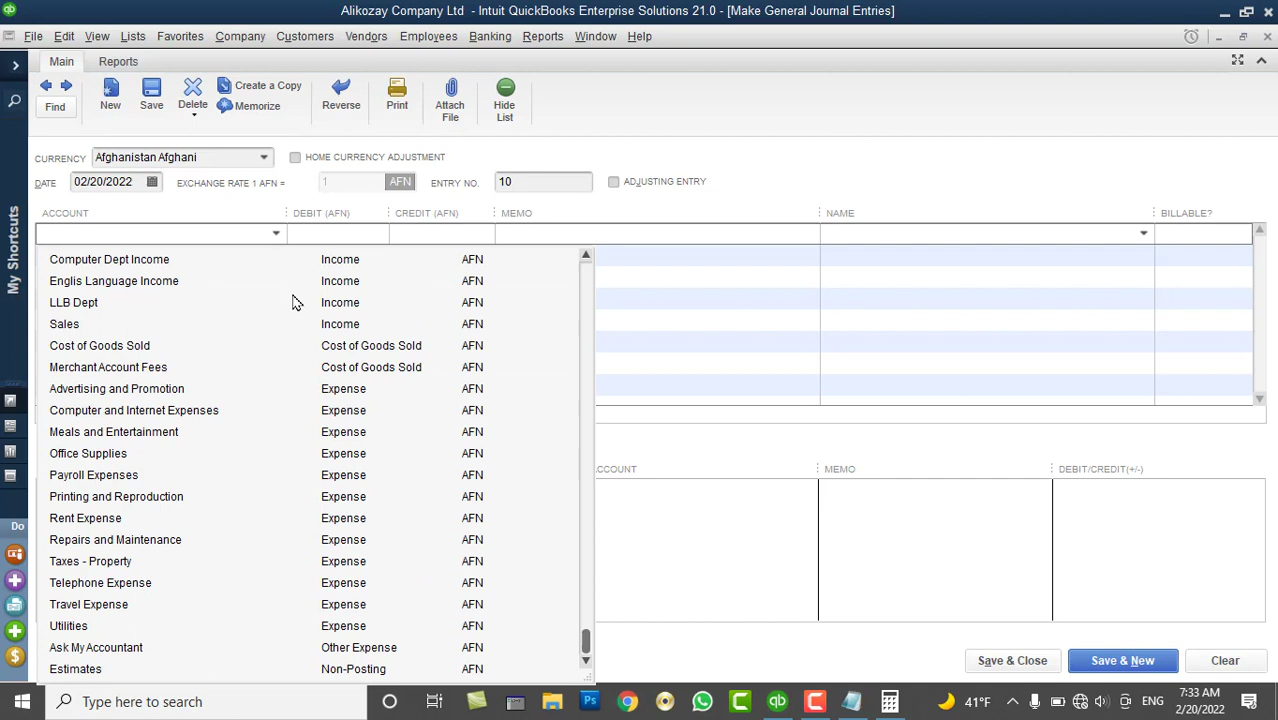 Alikozay Company Ltd - Intuit QuickBooks Enterprise Solutions 21.0 - [Make General Journal Entries]
File Edit View Lists Favorites Company Customers Vendors Employees Banking Reports Window Help
Main Reports
Find New Save Delete Create a Copy Memorize Reverse Print Attach File Hide List
CURRENCY Afghanistan Afghani HOME CURRENCY ADJUSTMENT
DATE 02/20/2022 EXCHANGE RATE 1 AFN = 1 AFN ENTRY NO. 10 ADJUSTING ENTRY
ACCOUNT DEBIT (AFN) CREDIT (AFN) MEMO NAME BILLABLE?
Computer Dept Income Income AFN
Englis Language Income Income AFN
LLB Dept Income AFN
Sales Income AFN
Cost of Goods Sold Cost of Goods Sold AFN
Merchant Account Fees Cost of Goods Sold AFN
Advertising and Promotion Expense AFN
Computer and Internet Expenses Expense AFN
Meals and Entertainment Expense AFN
Office Supplies Expense AFN
Payroll Expenses Expense AFN
Printing and Reproduction Expense AFN
Rent Expense Expense AFN
Repairs and Maintenance Expense AFN
Taxes - Property Expense AFN
Telephone Expense Expense AFN
Travel Expense Expense AFN
Utilities Expense AFN
Ask My Accountant Other Expense AFN
Estimates Non-Posting AFN
CCOUNT MEMO DEBIT/CREDIT(+/-)
My Shortcuts
Do
Save & Close Save & New Clear
Type here to search
41°F ENG 7:33 AM
2/20/2022